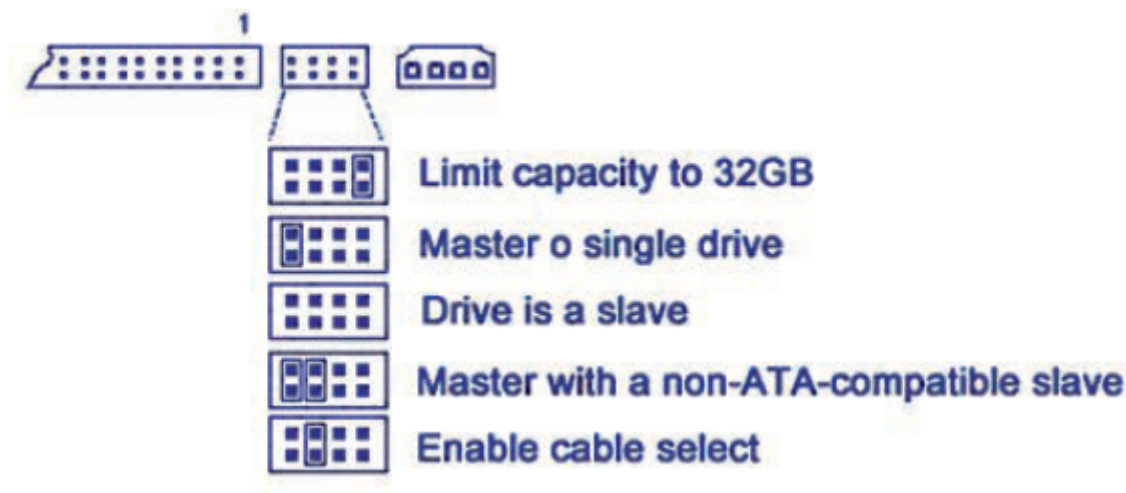 1
Limit capacity to 32GB
Master o single drive
Drive is a slave
Master with a non-ATA-compatible slave
Enable cable select